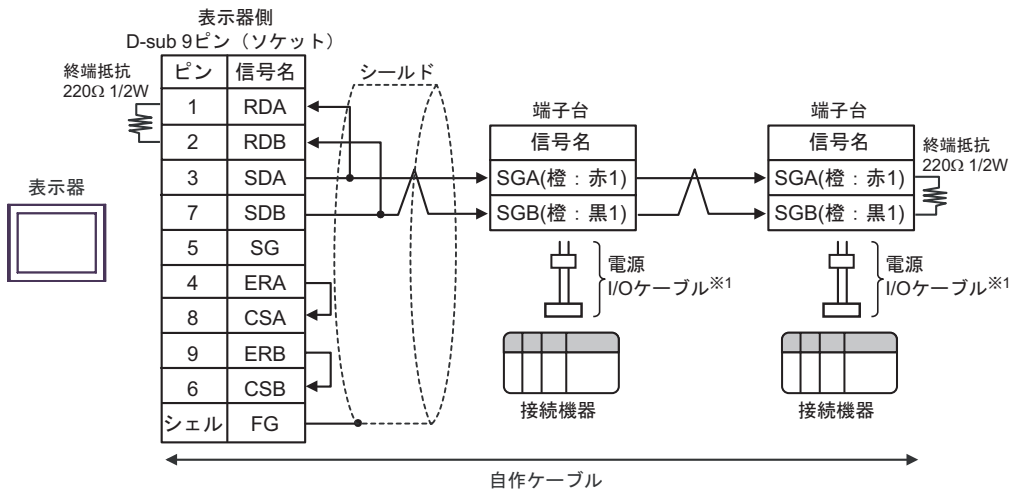 表示器側
D-sub 9ピン（ソケット）
終端抵抗
220Ω 1/2W
ピン 信号名
1 RDA
2 RDB
3 SDA
7 SDB
5 SG
4 ERA
8 CSA
9 ERB
6 CSB
シェル FG
表示器
シールド
端子台
信号名
SGA(橙：赤1)
SGB(橙：黒1)
電源
I/Oケーブル※1
接続機器
端子台
信号名
SGA(橙：赤1)
SGB(橙：黒1)
終端抵抗
220Ω 1/2W
電源
I/Oケーブル※1
接続機器
自作ケーブル